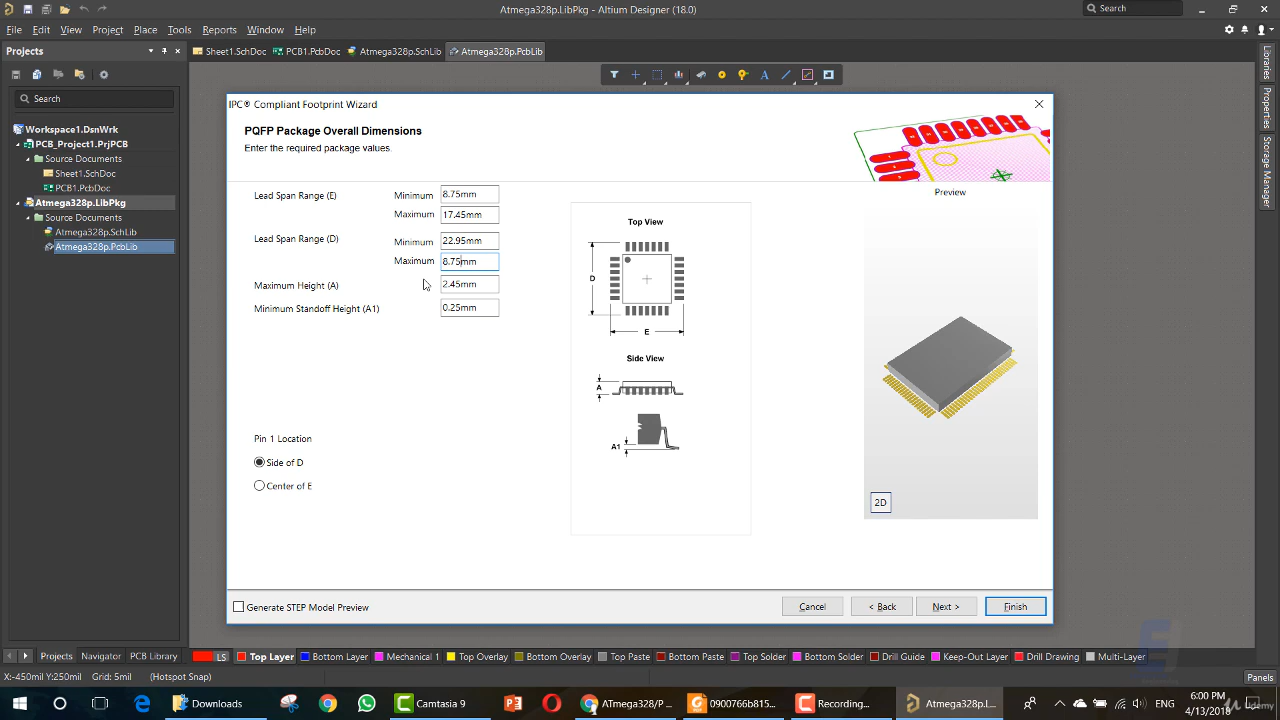 Atmega328p.LibPkg - Altium Designer (18.0)
Search
File Edit View Project Place Tools Reports Window Help
Projects
Sheet1.SchDoc PCB1.PcbDoc Atmega328p.SchLib Atmega328p.PcbLib
Search
Workspace1.DsnWrk
PCB_Project1.PrjPCB
Source Documents
Sheet1.SchDoc
PCB1.PcbDoc
Atmega328p.LibPkg
Source Documents
Atmega328p.SchLib
Atmega328p.PcbLib
Libraries
Properties
Storage Manager
IPC® Compliant Footprint Wizard
PQFP Package Overall Dimensions
Enter the required package values.
Lead Span Range (E) Minimum 8.75mm
Maximum 17.45mm
Lead Span Range (D) Minimum 22.95mm
Maximum 8.75mm
Maximum Height (A) 2.45mm
Minimum Standoff Height (A1) 0.25mm
Pin 1 Location
Side of D
Center of E
Top View
D
E
Side View
A
A1
Preview
2D
Generate STEP Model Preview
Cancel < Back Next > Finish
Projects Navigator PCB Library LS Top Layer Bottom Layer Mechanical 1 Top Overlay Bottom Overlay Top Paste Bottom Paste Top Solder Bottom Solder Drill Guide Keep-Out Layer Drill Drawing Multi-Layer
X:-450mil Y:250mil Grid: 5mil (Hotspot Snap)
Panels
Downloads Camtasia 9 ATmega328/P ... 0900766b815... Recording... Atmega328p.L...
ENG
6:00 PM
4/13/2018
Udemy